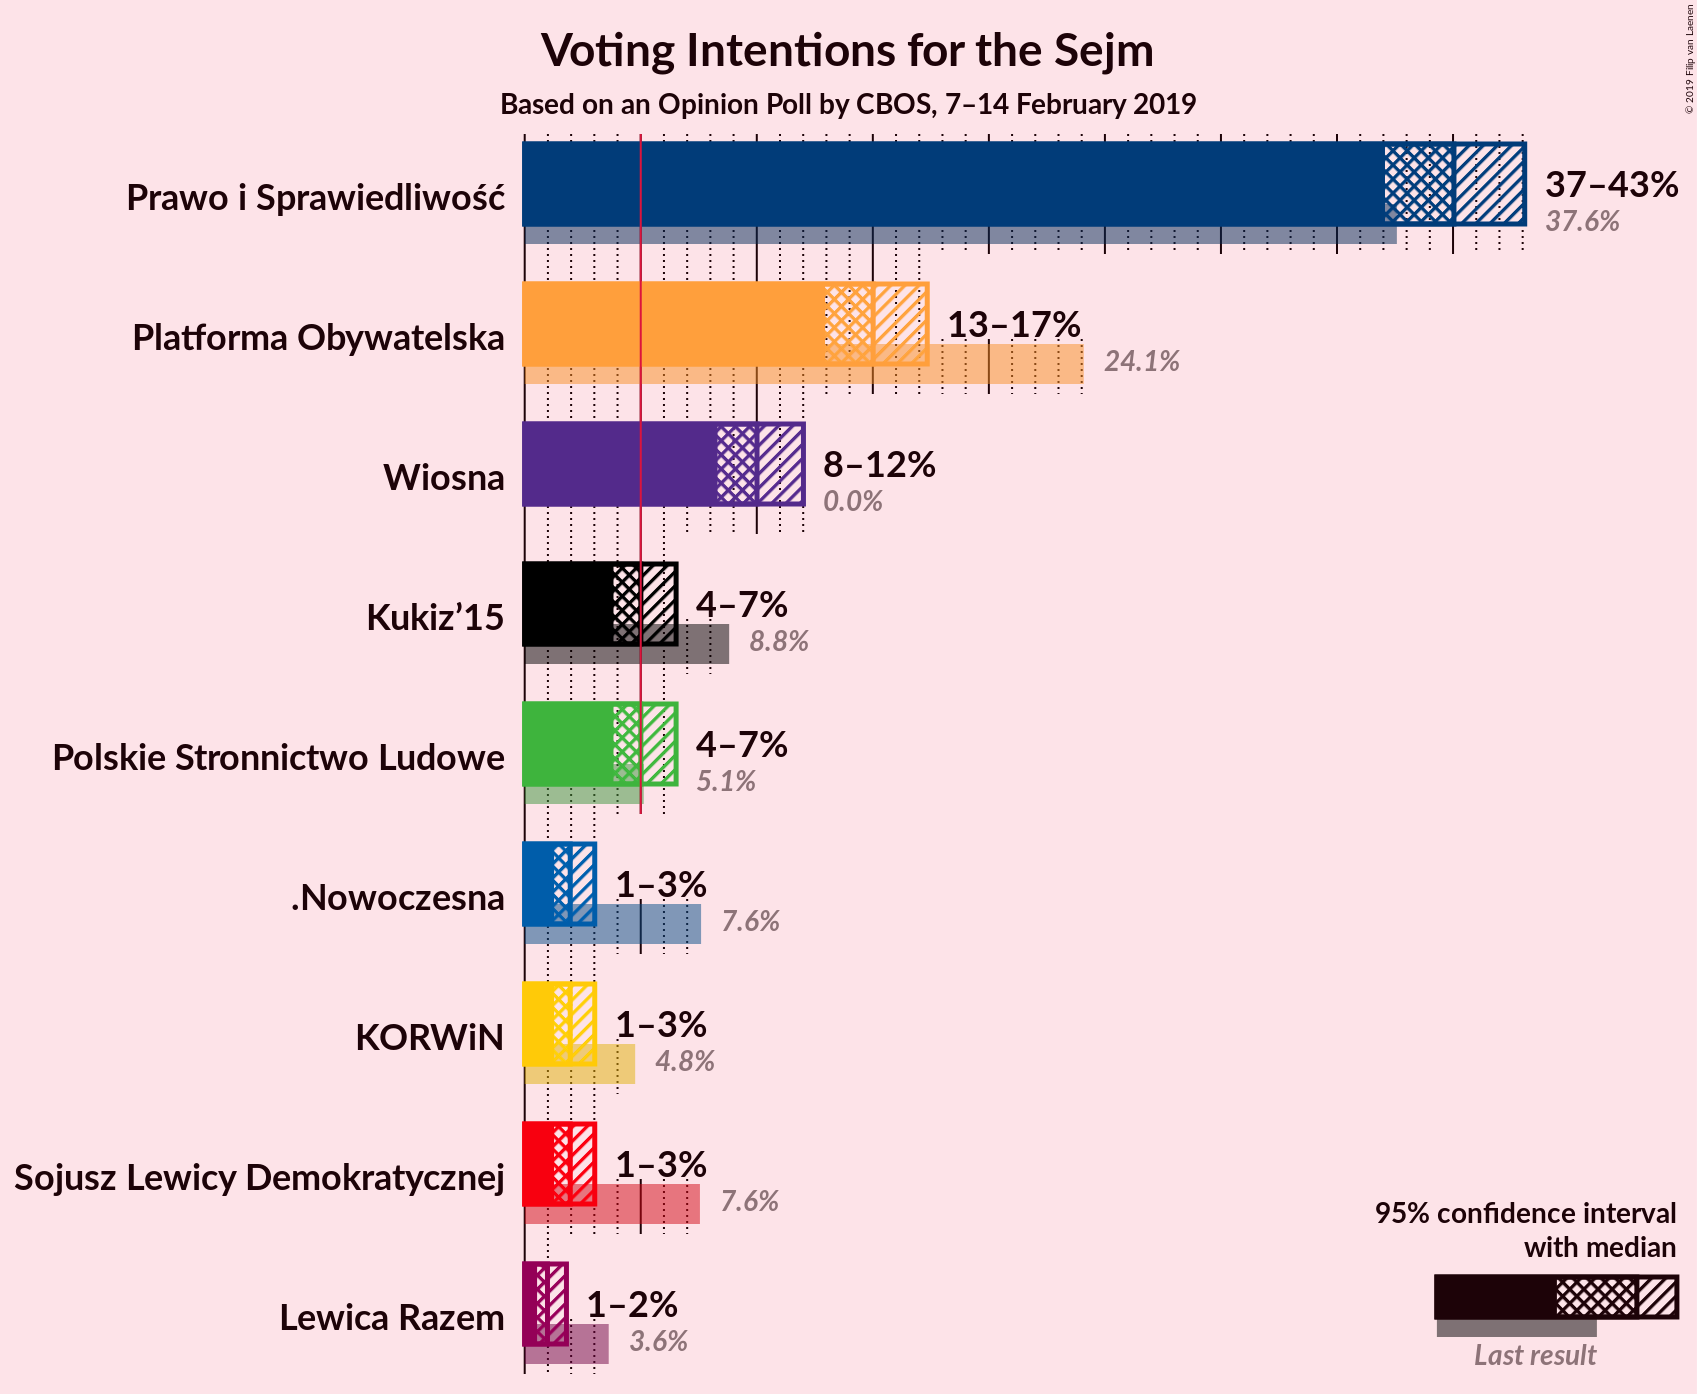 Voting Intentions for the Sejm
Based on an Opinion Poll by CBOS, 7–14 February 2019
© 2019 Filip van Laenen
Prawo i Sprawiedliwość
37–43%
37.6%
Platforma Obywatelska
13–17%
24.1%
Wiosna
8–12%
0.0%
Kukiz’15
4–7%
8.8%
Polskie Stronnictwo Ludowe
4–7%
5.1%
.Nowoczesna
1–3%
7.6%
KORWiN
1–3%
4.8%
Sojusz Lewicy Demokratycznej
1–3%
7.6%
Lewica Razem
1–2%
3.6%
95% confidence interval
with median
Last result